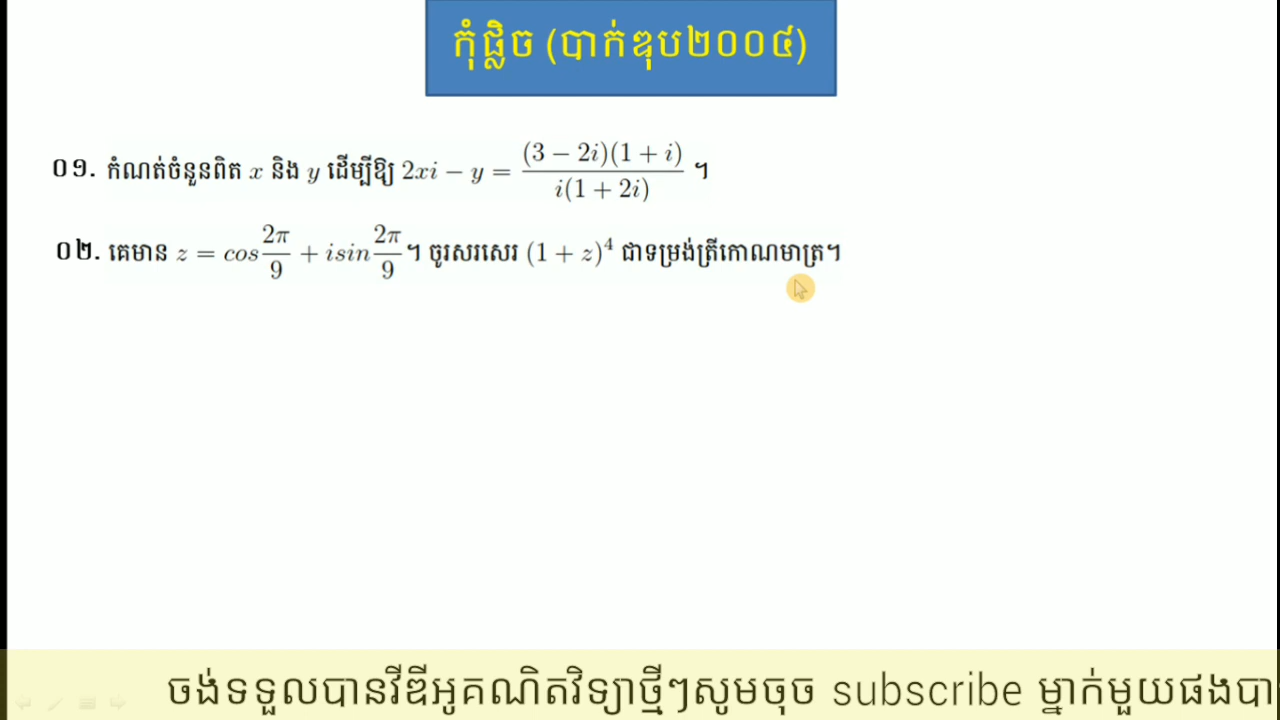 កុំផ្លិច (បាក់ឌុប២០០៤)
០១. កំណត់ចំនួនពិត x និង y ដើម្បីឱ្យ 2xi − y = (3 − 2i)(1 + i) / i(1 + 2i) ។
០២. គេមាន z = cos 2π/9 + isin 2π/9 ។ ចូរសរសេរ (1 + z)⁴ ជាទម្រង់ត្រីកោណមាត្រ។
ចង់ទទួលបានវីឌីអូគណិតវិទ្យាថ្មីៗសូមចុច subscribe ម្នាក់មួយផងបា